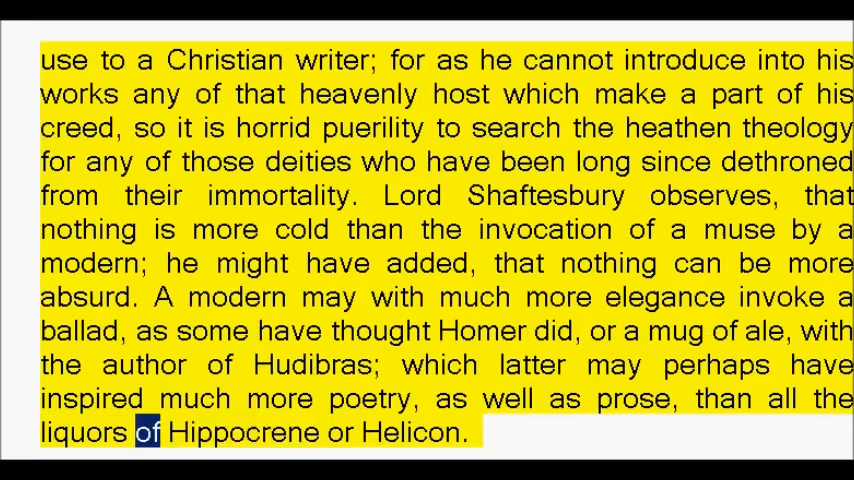 use to a Christian writer; for as he cannot introduce into his
works any of that heavenly host which make a part of his
creed, so it is horrid puerility to search the heathen theology
for any of those deities who have been long since dethroned
from their immortality. Lord Shaftesbury observes, that
nothing is more cold than the invocation of a muse by a
modern; he might have added, that nothing can be more
absurd. A modern may with much more elegance invoke a
ballad, as some have thought Homer did, or a mug of ale, with
the author of Hudibras; which latter may perhaps have
inspired much more poetry, as well as prose, than all the
liquors of Hippocrene or Helicon.